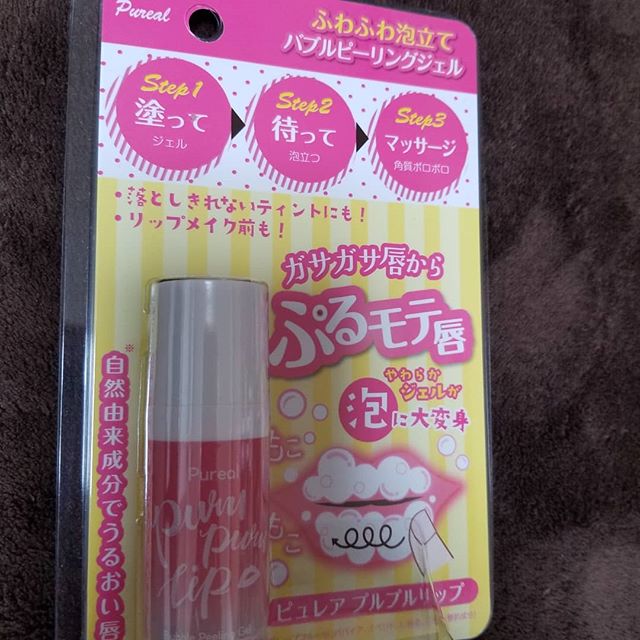 Pureal
ふわふわ泡立て
バブルピーリングジェル
Step1
塗って
ジェル
Step2
待って
泡立つ
Step3
マッサージ
角質ポロポロ
・落としきれないティントにも!
・リップメイク前も!
ガサガサ唇から
ぷるモテ唇
やわらか
ジェルが
泡に大変身
※自然由来成分でうるおい唇
Pureal
puru
puru
lip
ピュレア プルプルリップ